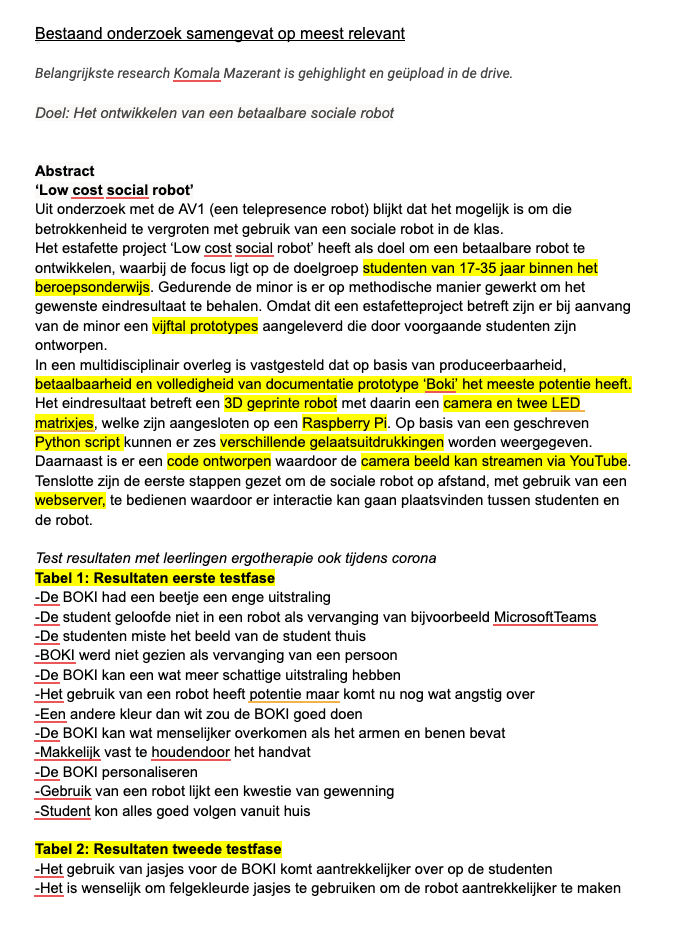 Bestaand onderzoek samengevat op meest relevant
Belangrijkste research Komala Mazerant is gehighlight en geüpload in de drive.
Doel: Het ontwikkelen van een betaalbare sociale robot
Abstract
‘Low cost social robot’
Uit onderzoek met de AV1 (een telepresence robot) blijkt dat het mogelijk is om die
betrokkenheid te vergroten met gebruik van een sociale robot in de klas.
Het estafette project ‘Low cost social robot’ heeft als doel om een betaalbare robot te
ontwikkelen, waarbij de focus ligt op de doelgroep studenten van 17-35 jaar binnen het
beroepsonderwijs. Gedurende de minor is er op methodische manier gewerkt om het
gewenste eindresultaat te behalen. Omdat dit een estafetteproject betreft zijn er bij aanvang
van de minor een vijftal prototypes aangeleverd die door voorgaande studenten zijn
ontworpen.
In een multidisciplinair overleg is vastgesteld dat op basis van produceerbaarheid,
betaalbaarheid en volledigheid van documentatie prototype ‘Boki’ het meeste potentie heeft.
Het eindresultaat betreft een 3D geprinte robot met daarin een camera en twee LED
matrixjes, welke zijn aangesloten op een Raspberry Pi. Op basis van een geschreven
Python script kunnen er zes verschillende gelaatsuitdrukkingen worden weergegeven.
Daarnaast is er een code ontworpen waardoor de camera beeld kan streamen via YouTube.
Tenslotte zijn de eerste stappen gezet om de sociale robot op afstand, met gebruik van een
webserver, te bedienen waardoor er interactie kan gaan plaatsvinden tussen studenten en
de robot.
Test resultaten met leerlingen ergotherapie ook tijdens corona
Tabel 1: Resultaten eerste testfase
-De BOKI had een beetje een enge uitstraling
-De student geloofde niet in een robot als vervanging van bijvoorbeeld MicrosoftTeams
-De studenten miste het beeld van de student thuis
-BOKI werd niet gezien als vervanging van een persoon
-De BOKI kan een wat meer schattige uitstraling hebben
-Het gebruik van een robot heeft potentie maar komt nu nog wat angstig over
-Een andere kleur dan wit zou de BOKI goed doen
-De BOKI kan wat menselijker overkomen als het armen en benen bevat
-Makkelijk vast te houdendoor het handvat
-De BOKI personaliseren
-Gebruik van een robot lijkt een kwestie van gewenning
-Student kon alles goed volgen vanuit huis
Tabel 2: Resultaten tweede testfase
-Het gebruik van jasjes voor de BOKI komt aantrekkelijker over op de studenten
-Het is wenselijk om felgekleurde jasjes te gebruiken om de robot aantrekkelijker te maken